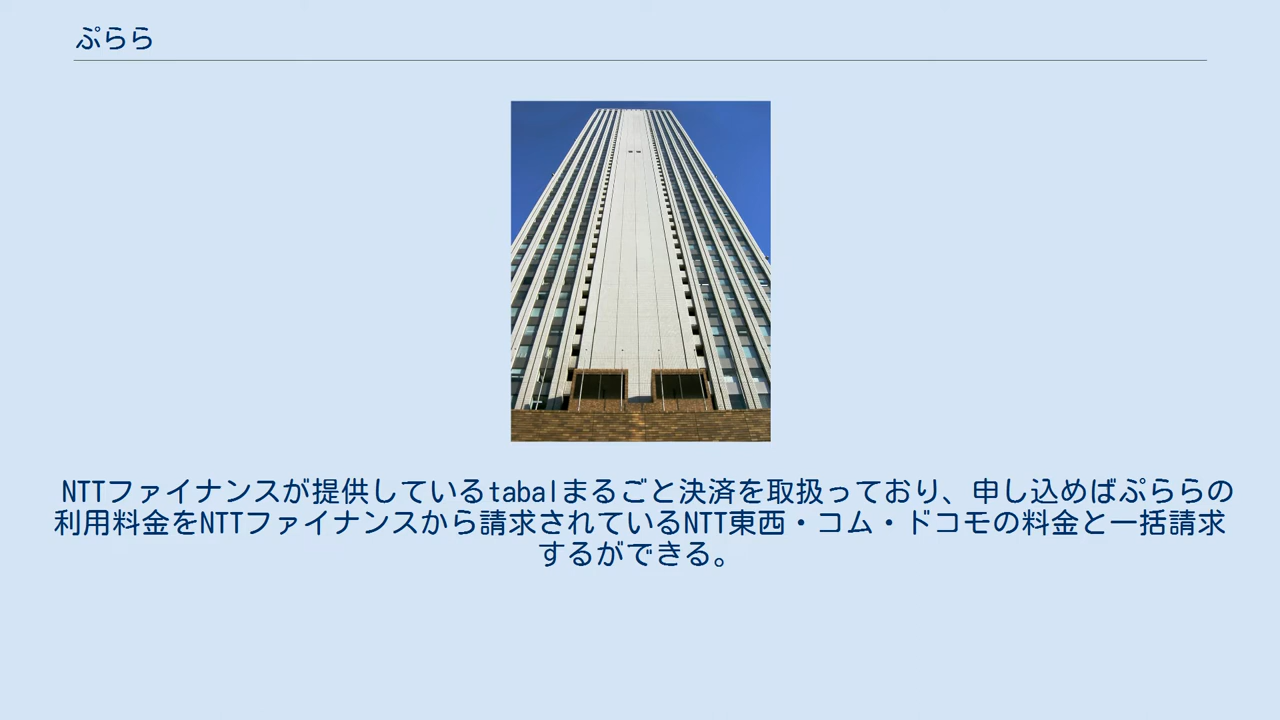 ぷらら
NTTファイナンスが提供しているtabalまるごと決済を取扱っており、申し込めばぷららの
利用料金をNTTファイナンスから請求されているNTT東西・コム・ドコモの料金と一括請求
するができる。